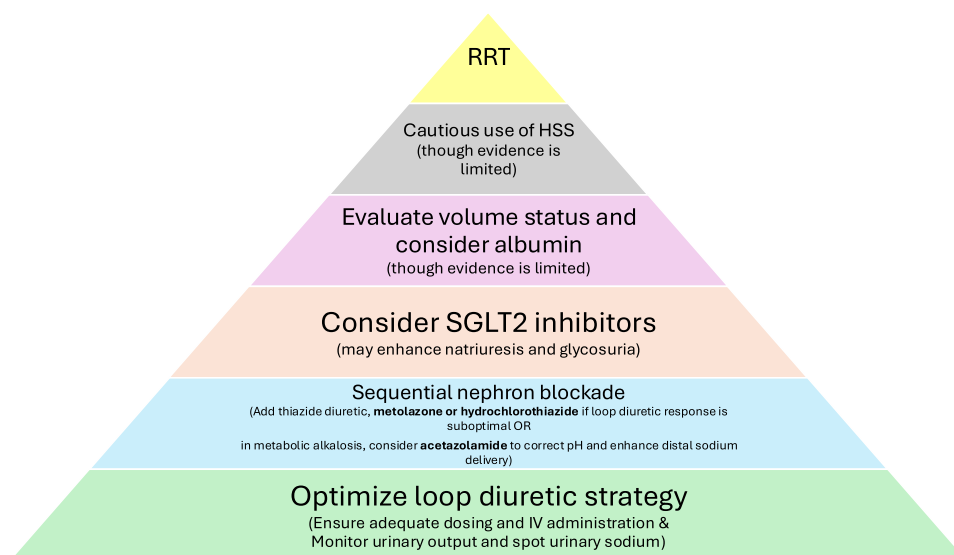 RRT
Cautious use of HSS
(though evidence is
limited)
Evaluate volume status and
consider albumin
(though evidence is limited)
Consider SGLT2 inhibitors
(may enhance natriuresis and glycosuria)
Sequential nephron blockade
(Add thiazide diuretic, metolazone or hydrochlorothiazide if loop diuretic response is
suboptimal OR
in metabolic alkalosis, consider acetazolamide to correct pH and enhance distal sodium
delivery)
Optimize loop diuretic strategy
(Ensure adequate dosing and IV administration &
Monitor urinary output and spot urinary sodium)